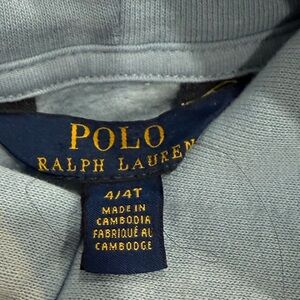 POLO
RALPH LAUREN
4/4T
MADE IN
CAMBODIA
FABRIQUÉ AU
CAMBODGE